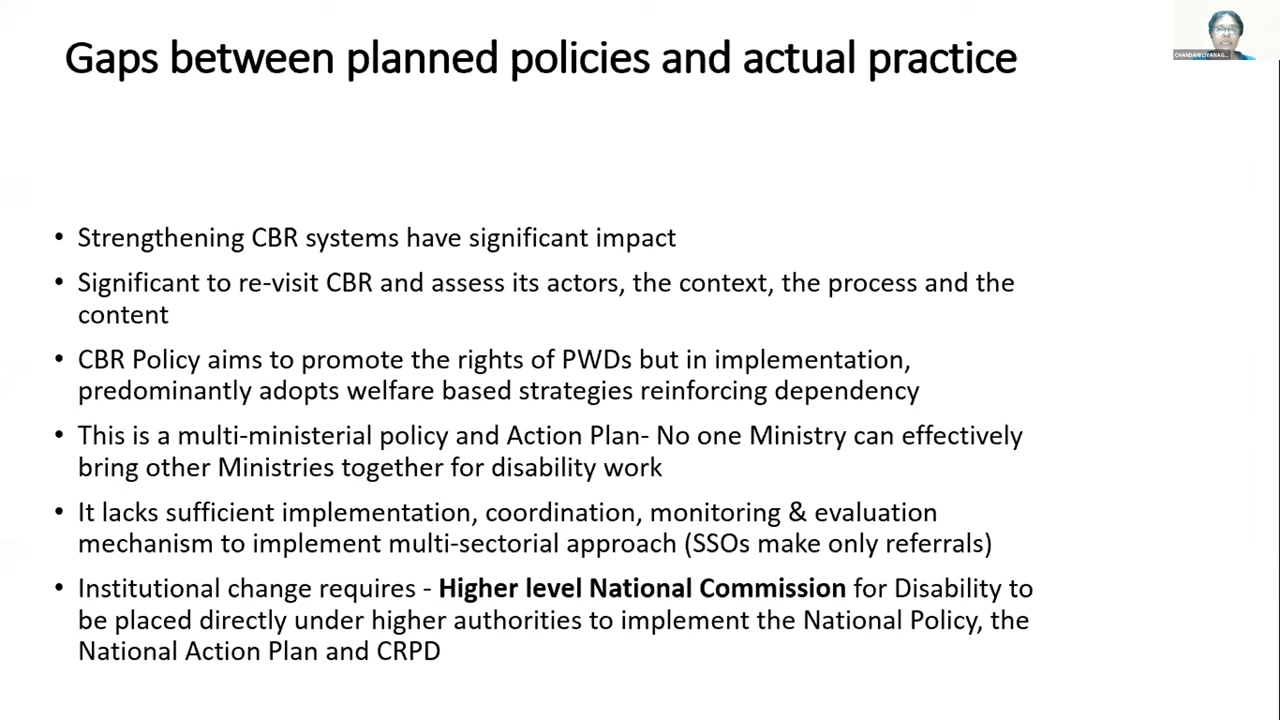 Gaps between planned policies and actual practice
CHANDANI LIYANAG...
• Strengthening CBR systems have significant impact
• Significant to re-visit CBR and assess its actors, the context, the process and the
content
• CBR Policy aims to promote the rights of PWDs but in implementation,
predominantly adopts welfare based strategies reinforcing dependency
• This is a multi-ministerial policy and Action Plan- No one Ministry can effectively
bring other Ministries together for disability work
• It lacks sufficient implementation, coordination, monitoring & evaluation
mechanism to implement multi-sectorial approach (SSOs make only referrals)
• Institutional change requires - Higher level National Commission for Disability to
be placed directly under higher authorities to implement the National Policy, the
National Action Plan and CRPD